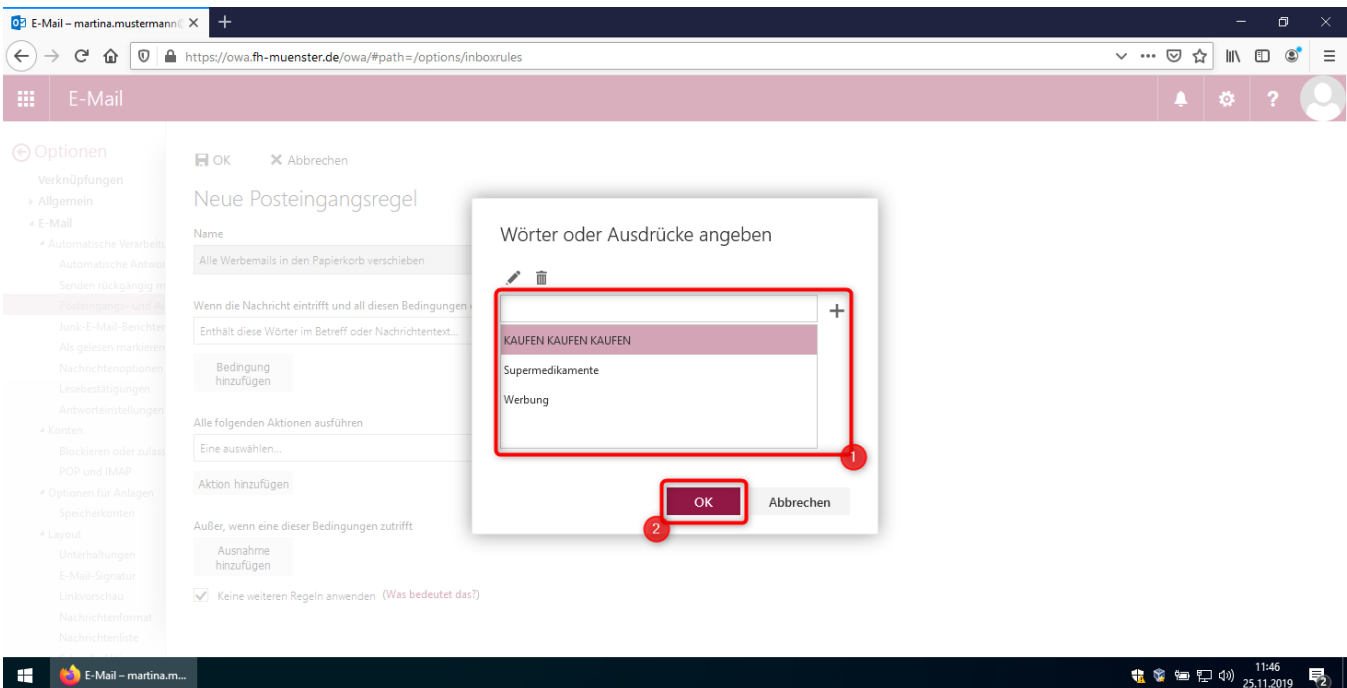 E-Mail – martina.mustermann
https://owa.fh-muenster.de/owa/#path=/options/inboxrules
E-Mail
?
Optionen
Verknüpfungen
Allgemein
E-Mail
Automatische Verarbeitu
Automatische Antwor
Senden rückgängig m
Posteingangs- und
Junk-E-Mail-Berichter
Als gelesen markieren
Nachrichtenoptionen
Lesebestätigungen
Antworteinstellungen
Konten
Blockieren oder zulass
POP und IMAP
Optionen für Anlagen
Speicherkonten
Layout
Unterhaltungen
E-Mail-Signatur
Linkvorschau
Nachrichtenformat
Nachrichtenliste
OK Abbrechen
Neue Posteingangsregel
Name
Alle Werbemails in den Papierkorb verschieben
Wenn die Nachricht eintrifft und all diesen Bedingungen
Enthält diese Wörter im Betreff oder Nachrichtentext...
Bedingung
hinzufügen
Alle folgenden Aktionen ausführen
Eine auswählen...
Aktion hinzufügen
Außer, wenn eine dieser Bedingungen zutrifft
Ausnahme
hinzufügen
Keine weiteren Regeln anwenden (Was bedeutet das?)
Wörter oder Ausdrücke angeben
KAUFEN KAUFEN KAUFEN
Supermedikamente
Werbung
1
OK Abbrechen
2
E-Mail – martina.m...
11:46
25.11.2019
2